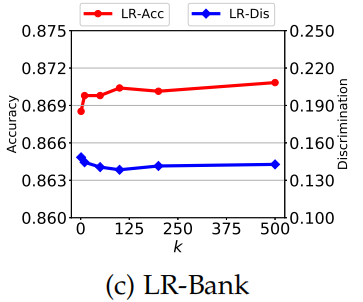 LR-Acc LR-Dis
0.875 0.250
0.872 0.220
0.869 0.190
0.866 0.160
0.863 0.130
0.860 0.100
Accuracy
Discrimination
0 125 250 375 500
k
(c) LR-Bank